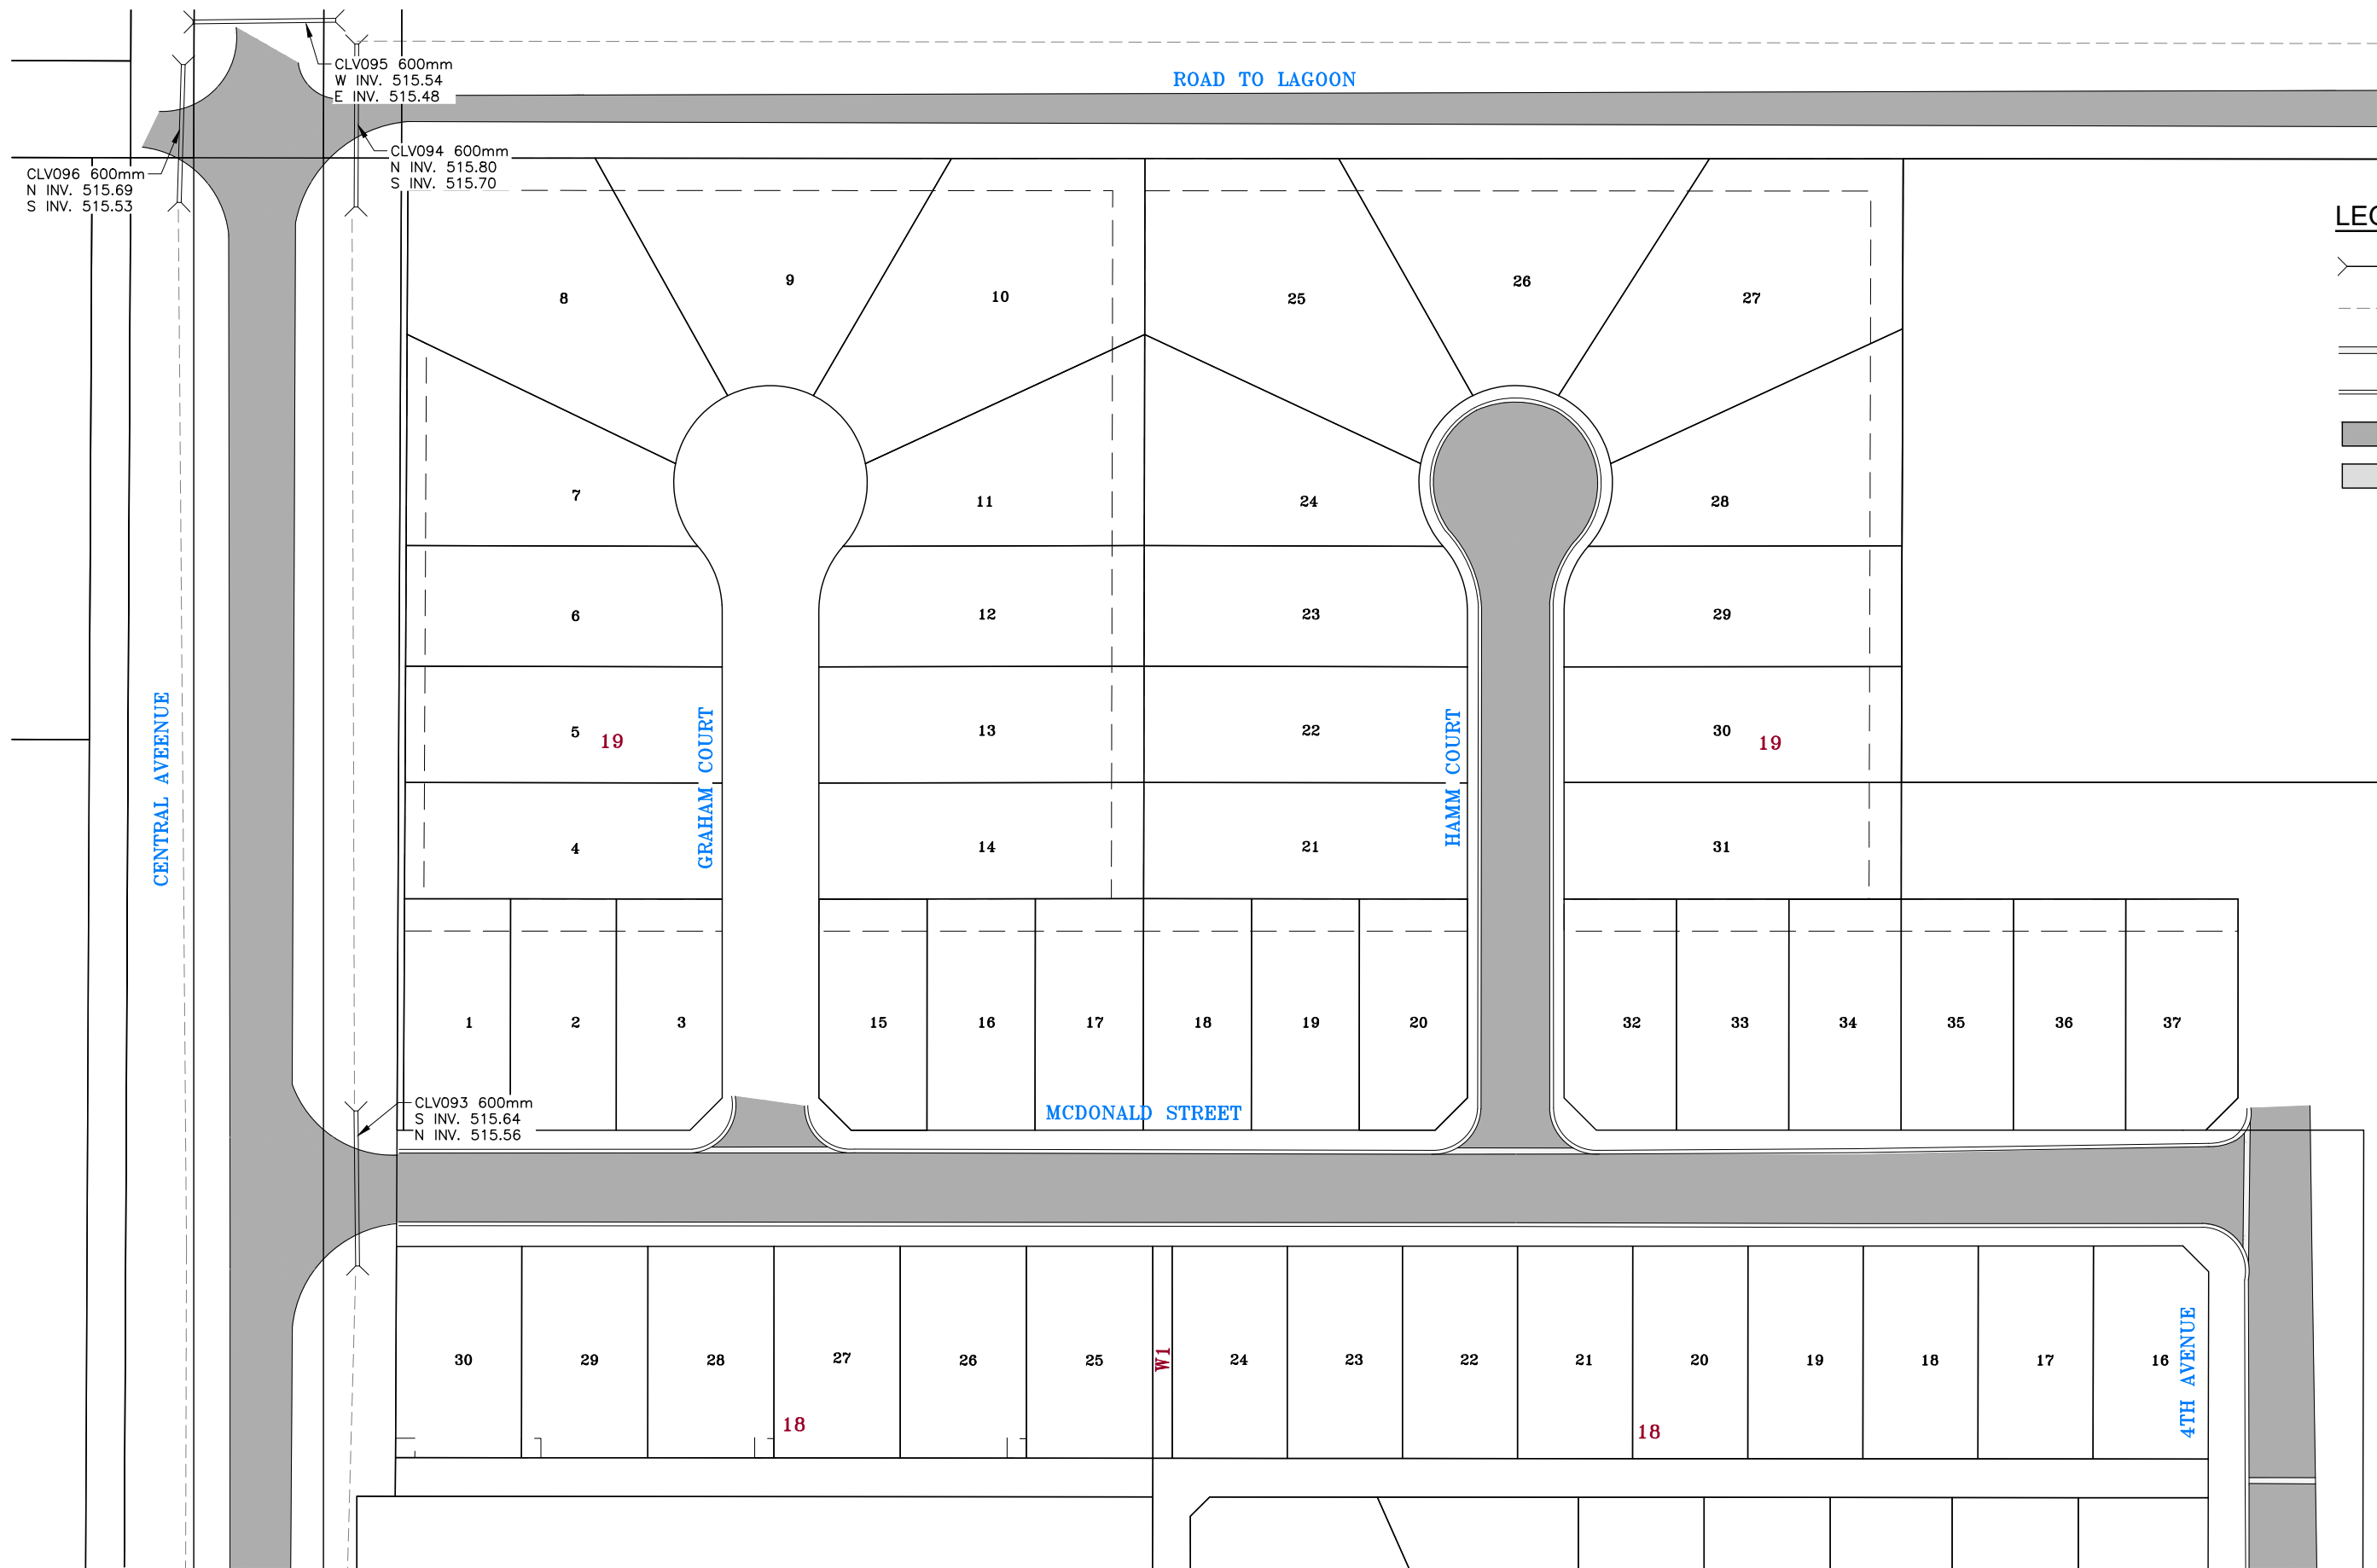 CLV095 600mm
W INV. 515.54
E INV. 515.48
ROAD TO LAGOON
CLV094 600mm
N INV. 515.80
S INV. 515.70
CLV096 600mm
N INV. 515.69
S INV. 515.53
LEG
8
9
10
25
26
27
7
11
24
28
6
12
23
29
CENTRAL AVEENUE
5
19
GRAHAM COURT
13
22
HAMM COURT
30
19
4
14
21
31
1
2
3
15
16
17
18
19
20
32
33
34
35
36
37
CLV093 600mm
S INV. 515.64
N INV. 515.56
MCDONALD STREET
30
29
28
27
26
25
W1
24
23
22
21
20
19
18
17
16
4TH AVENUE
18
18